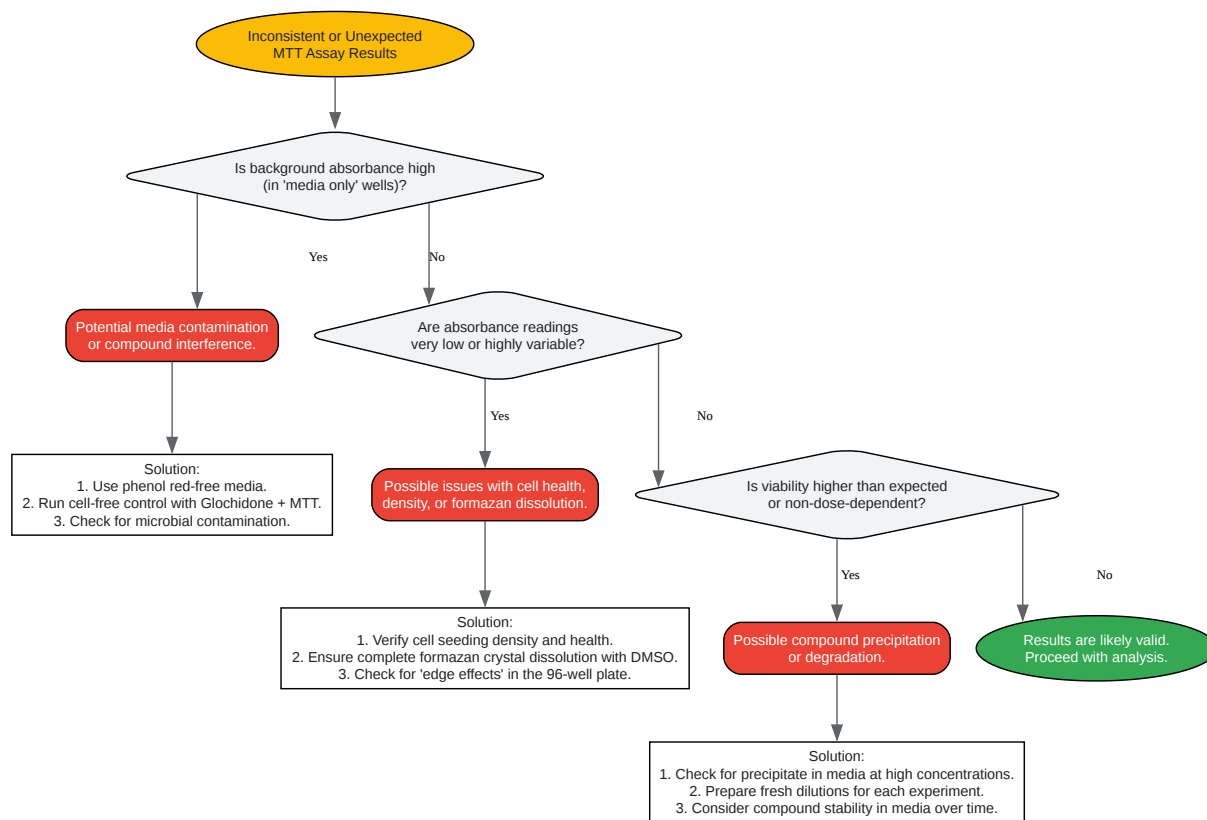 Inconsistent or Unexpected
MTT Assay Results
Is background absorbance high
(in 'media only' wells)?
Yes
No
Potential media contamination
or compound interference.
Are absorbance readings
very low or highly variable?
Solution:
1. Use phenol red-free media.
2. Run cell-free control with Glochidone + MTT.
3. Check for microbial contamination.
Yes
No
Possible issues with cell health,
density, or formazan dissolution.
Is viability higher than expected
or non-dose-dependent?
Solution:
1. Verify cell seeding density and health.
2. Ensure complete formazan crystal dissolution with DMSO.
3. Check for 'edge effects' in the 96-well plate.
Yes
No
Possible compound precipitation
or degradation.
Results are likely valid.
Proceed with analysis.
Solution:
1. Check for precipitate in media at high concentrations.
2. Prepare fresh dilutions for each experiment.
3. Consider compound stability in media over time.